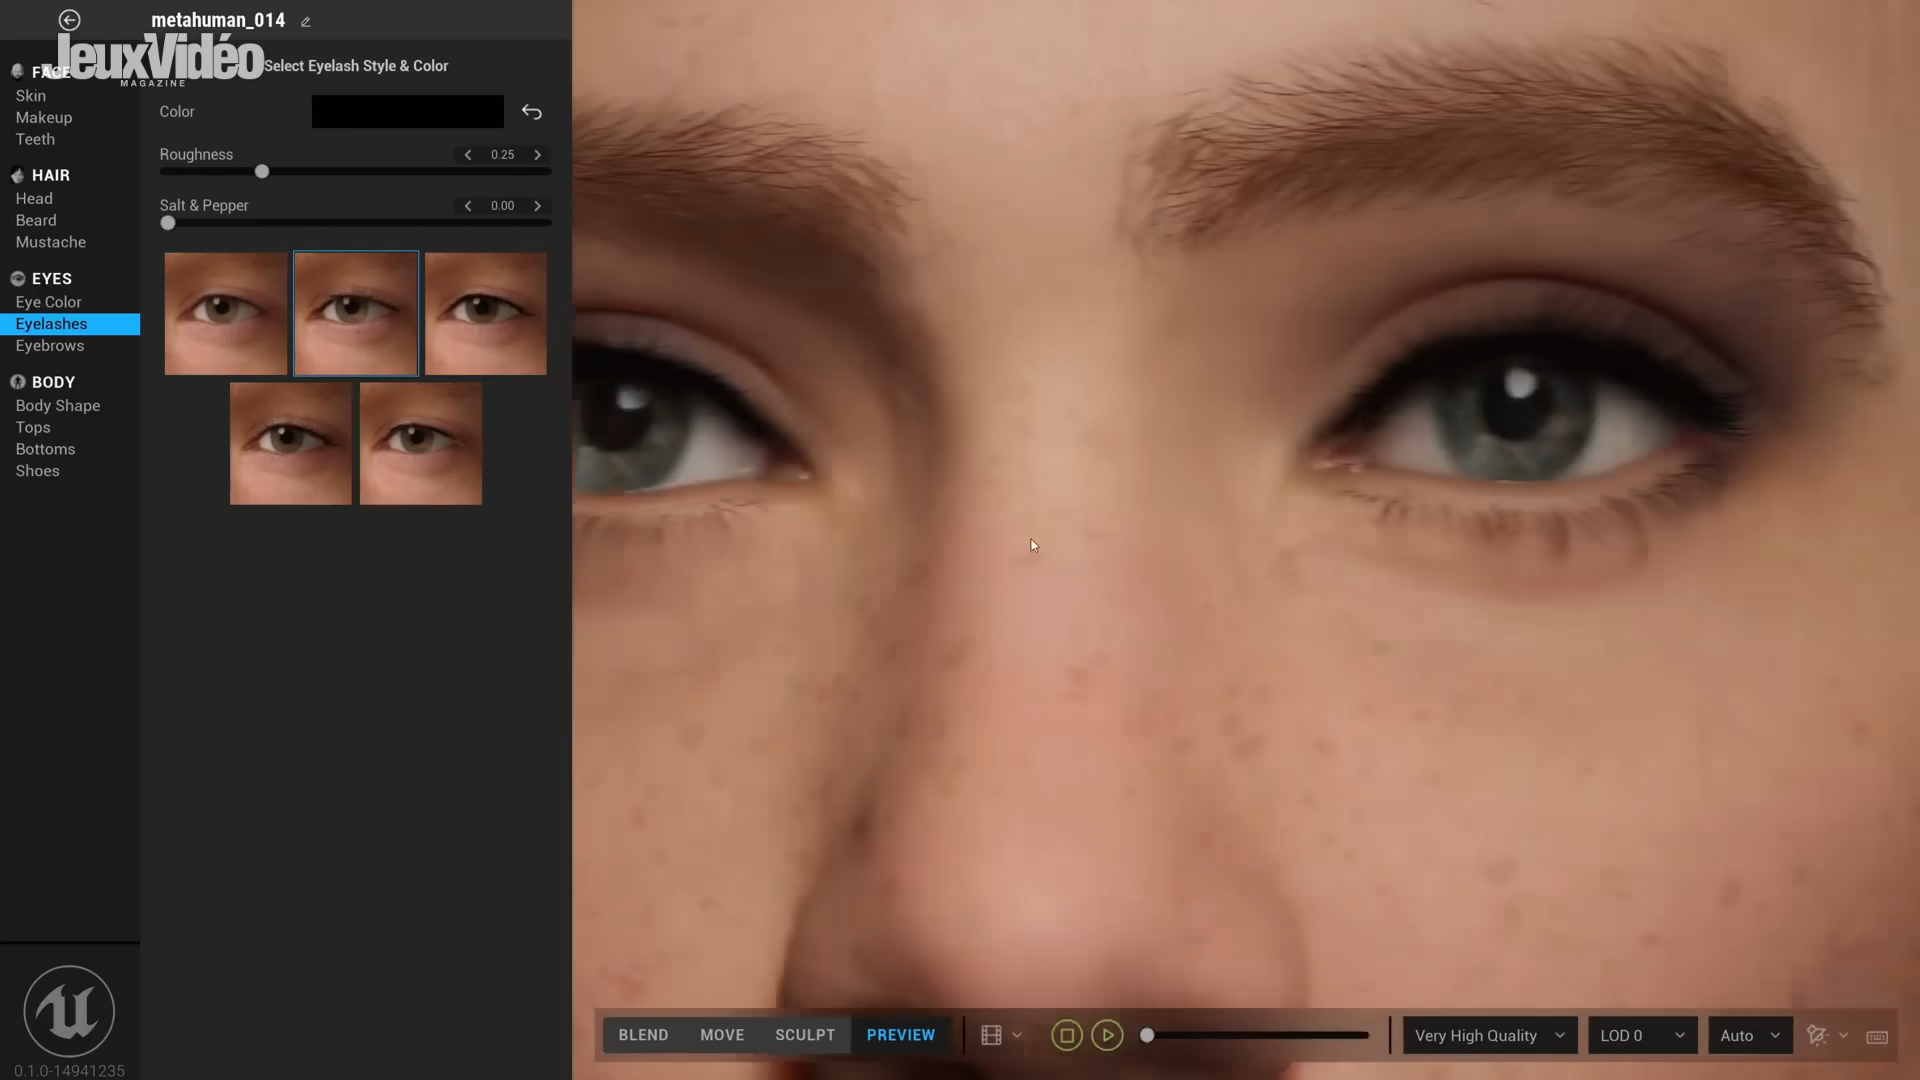 metahuman_014
JeuxVidéo
MAGAZINE
FACE
Skin
Makeup
Teeth
HAIR
Head
Beard
Mustache
EYES
Eye Color
Eyelashes
Eyebrows
BODY
Body Shape
Tops
Bottoms
Shoes
Select Eyelash Style & Color
Color
Roughness 0.25
Salt & Pepper 0.00
0.1.0-14941235
BLEND MOVE SCULPT PREVIEW
Very High Quality LOD 0 Auto